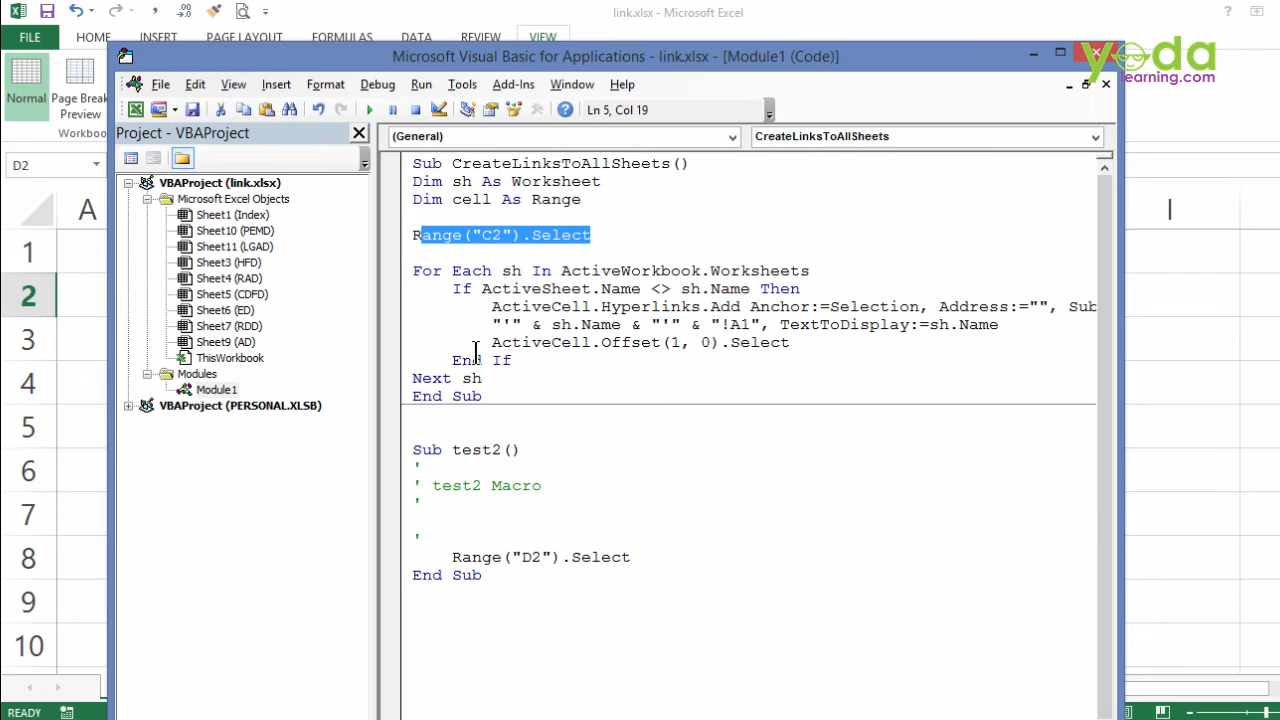 link.xlsx - Microsoft Excel
FILE HOME INSERT PAGE LAYOUT FORMULAS DATA REVIEW VIEW
Normal
Page Break
Preview
Workboo
Microsoft Visual Basic for Applications - link.xlsx - [Module1 (Code)]
yoda
learning.com
File Edit View Insert Format Debug Run Tools Add-Ins Window Help
Ln 5, Col 19
Project - VBAProject
(General) CreateLinksToAllSheets
D2
A I
1
2
3
4
5
6
7
8
9
10
VBAProject (link.xlsx)
Microsoft Excel Objects
Sheet1 (Index)
Sheet10 (PEMD)
Sheet11 (LGAD)
Sheet3 (HFD)
Sheet4 (RAD)
Sheet5 (CDFD)
Sheet6 (ED)
Sheet7 (RDD)
Sheet9 (AD)
ThisWorkbook
Modules
Module1
VBAProject (PERSONAL.XLSB)
Sub CreateLinksToAllSheets()
Dim sh As Worksheet
Dim cell As Range
Range("C2").Select
For Each sh In ActiveWorkbook.Worksheets
If ActiveSheet.Name <> sh.Name Then
ActiveCell.Hyperlinks.Add Anchor:=Selection, Address:="", Sub
"'" & sh.Name & "'" & "!A1", TextToDisplay:=sh.Name
ActiveCell.Offset(1, 0).Select
End If
Next sh
End Sub
Sub test2()
'
' test2 Macro
'
'
Range("D2").Select
End Sub
READY